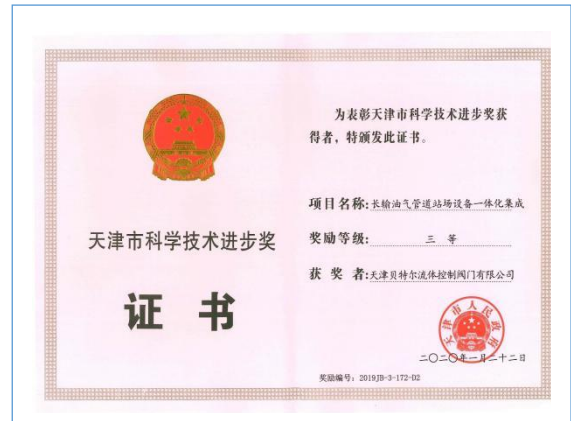 天津市科学技术进步奖
证书
为表彰天津市科学技术进步奖获
得者，特颁发此证书。
项目名称:长输油气管道站场设备一体化集成
奖励等级: 三等
获奖者:天津贝特尔流体控制阀门有限公司
天津市人民政府
二〇二〇年一月二十二日
奖励编号：2019JB-3-172-D2